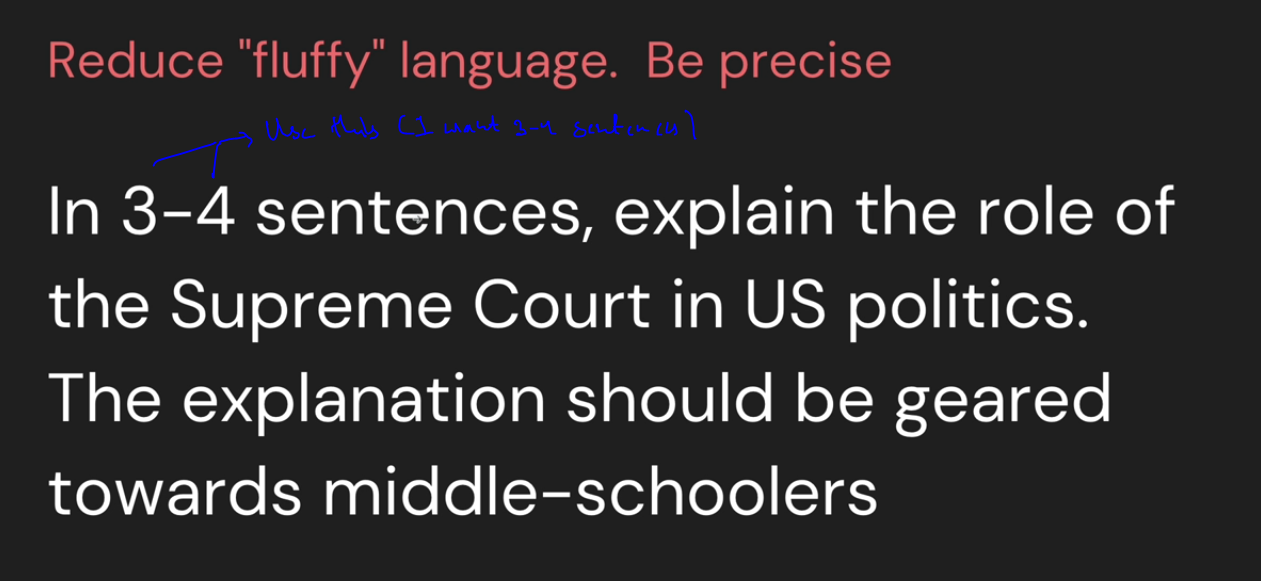 Reduce "fluffy" language.  Be precise
Use this (I want 3-4 sentences)
In 3-4 sentences, explain the role of
the Supreme Court in US politics.
The explanation should be geared
towards middle-schoolers